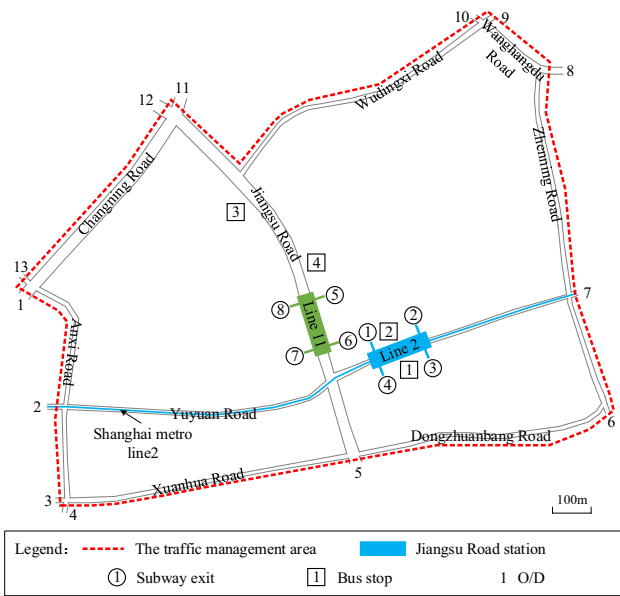 10
9
Wanghangdu
Road
8
Wudingxi Road
11
12
Zhenning Road
Changning Road
3
Jiangsu Road
4
13
1
5
8
Line 11
7
2
1
2
6
Anxi Road
7
Line 2
3
1
4
2
Yuyuan Road
Shanghai metro
line2
6
Dongzhuanbang Road
5
Xuanhua Road
3
4
100m
Legend: The traffic management area Jiangsu Road station
1 Subway exit 1 Bus stop 1 O/D